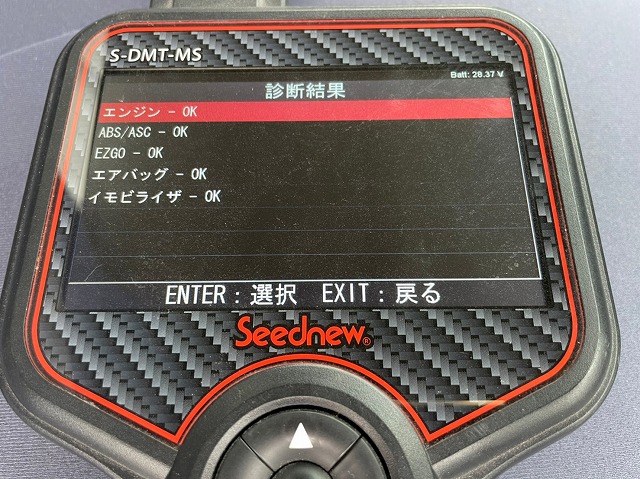 S-DMT-MS
Batt: 28.37 V
診断結果
エンジン - OK
ABS/ASC - OK
EZGO - OK
エアバッグ - OK
イモビライザ - OK
ENTER : 選択 EXIT : 戻る
Seednew®